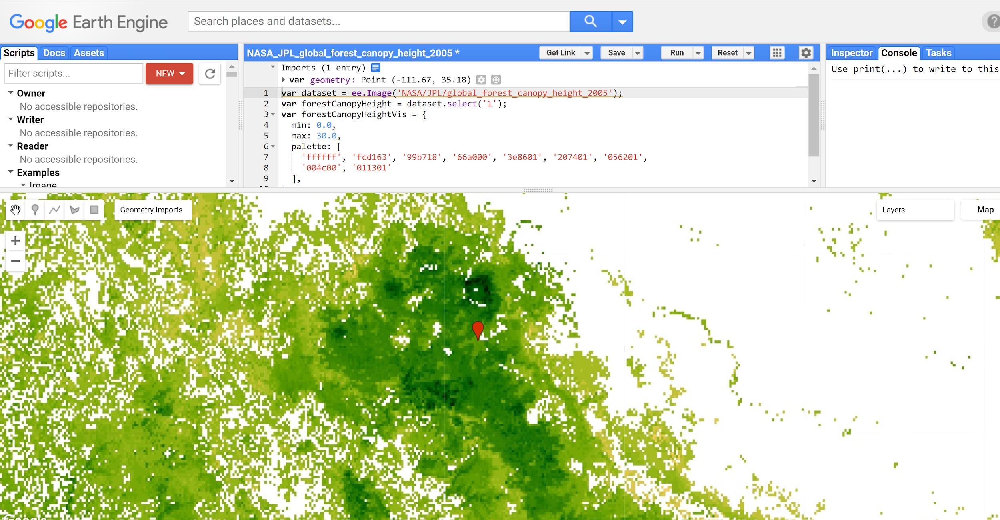 Google Earth Engine
Search places and datasets...
Scripts
Docs
Assets
Filter scripts...
NEW
Owner
No accessible repositories.
Writer
No accessible repositories.
Reader
No accessible repositories.
Examples
Image
NASA_JPL_global_forest_canopy_height_2005 *
Get Link
Save
Run
Reset
Imports (1 entry)
var geometry: Point (-111.67, 35.18)
1 var dataset = ee.Image('NASA/JPL/global_forest_canopy_height_2005');
2 var forestCanopyHeight = dataset.select('1');
3 var forestCanopyHeightVis = {
4 min: 0.0,
5 max: 30.0,
6 palette: [
7 'ffffff', 'fcd163', '99b718', '66a000', '3e8601', '207401', '056201',
8 '004c00', '011301'
9 ],
Inspector
Console
Tasks
Use print(...) to write to this
Geometry Imports
Layers
Map
+
−
Google